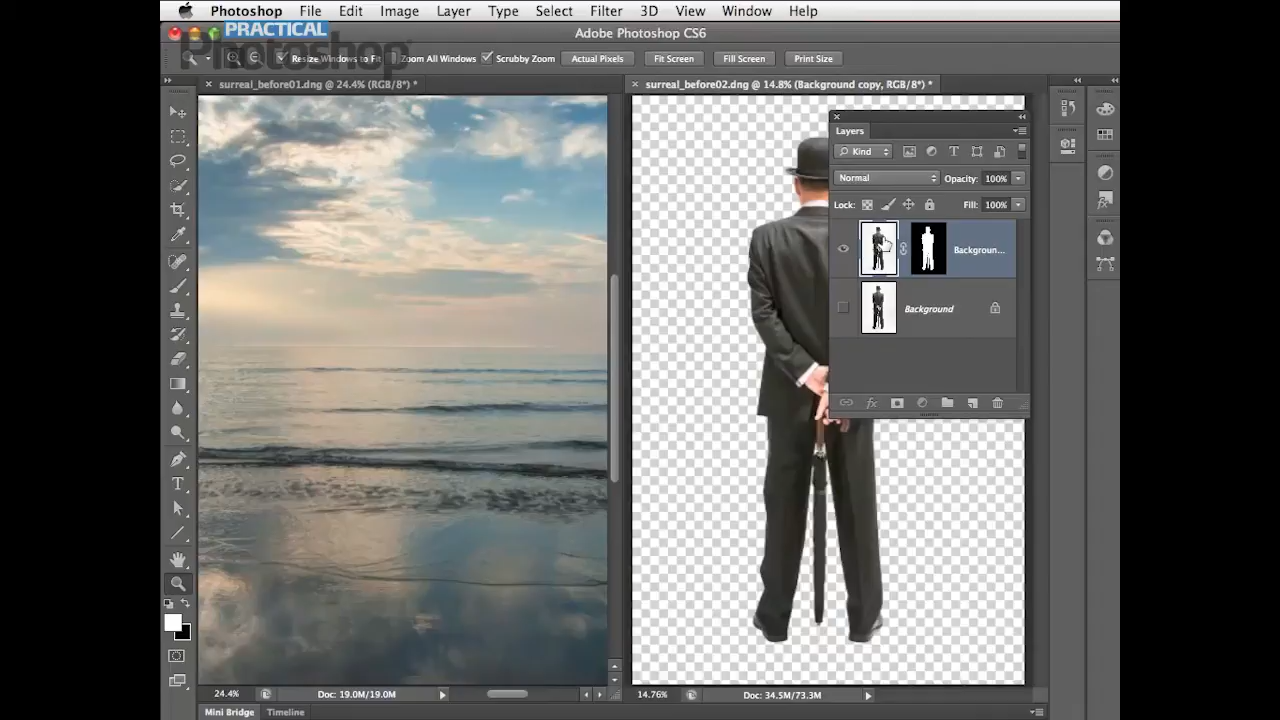 Photoshop File Edit Image Layer Type Select Filter 3D View Window Help
PRACTICAL
Photoshop
Adobe Photoshop CS6
Resize Windows to Fit Zoom All Windows Scrubby Zoom Actual Pixels Fit Screen Fill Screen Print Size
surreal_before01.dng @ 24.4% (RGB/8*) *
surreal_before02.dng @ 14.8% (Background copy, RGB/8*) *
Layers
Kind
Normal Opacity: 100%
Lock: Fill: 100%
Backgroun...
Background
24.4% Doc: 19.0M/19.0M
14.76% Doc: 34.5M/73.3M
Mini Bridge Timeline